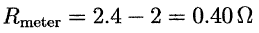 R_meter = 2.4 − 2 = 0.40 Ω